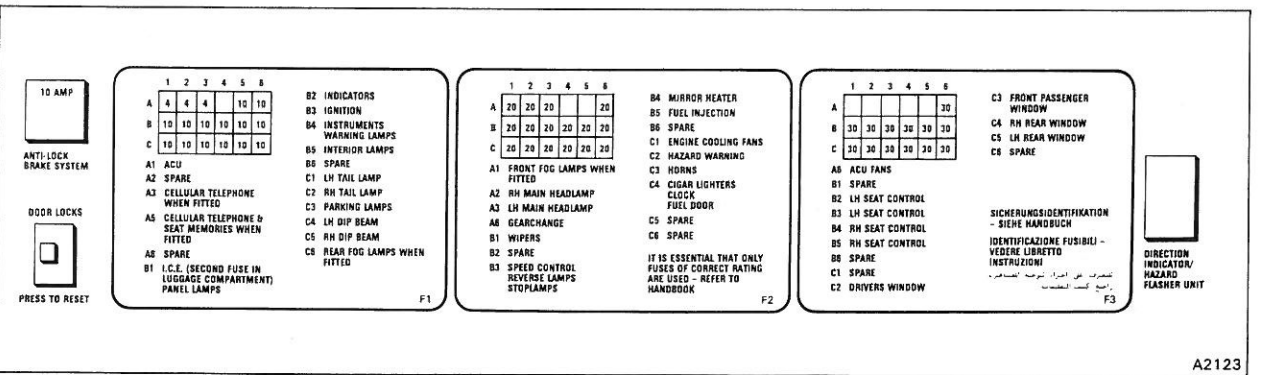 10 AMP
ANTI-LOCK
BRAKE SYSTEM
DOOR LOCKS
PRESS TO RESET
1 2 3 4 5 6
A 4 4 4 10 10
B 10 10 10 10 10 10
C 10 10 10 10 10 10
A1 ACU
A2 SPARE
A3 CELLULAR TELEPHONE
WHEN FITTED
A5 CELLULAR TELEPHONE &
SEAT MEMORIES WHEN
FITTED
A6 SPARE
B1 I.C.E. (SECOND FUSE IN
LUGGAGE COMPARTMENT)
PANEL LAMPS
B2 INDICATORS
B3 IGNITION
B4 INSTRUMENTS
WARNING LAMPS
B5 INTERIOR LAMPS
B6 SPARE
C1 LH TAIL LAMP
C2 RH TAIL LAMP
C3 PARKING LAMPS
C4 LH DIP BEAM
C5 RH DIP BEAM
C6 REAR FOG LAMPS WHEN
FITTED
F1
1 2 3 4 5 6
A 20 20 20 20
B 20 20 20 20 20 20
C 20 20 20 20 20 20
A1 FRONT FOG LAMPS WHEN
FITTED
A2 RH MAIN HEADLAMP
A3 LH MAIN HEADLAMP
A6 GEARCHANGE
B1 WIPERS
B2 SPARE
B3 SPEED CONTROL
REVERSE LAMPS
STOPLAMPS
B4 MIRROR HEATER
B5 FUEL INJECTION
B6 SPARE
C1 ENGINE COOLING FANS
C2 HAZARD WARNING
C3 HORNS
C4 CIGAR LIGHTERS
CLOCK
FUEL DOOR
C5 SPARE
C6 SPARE
IT IS ESSENTIAL THAT ONLY
FUSES OF CORRECT RATING
ARE USED – REFER TO
HANDBOOK
F2
1 2 3 4 5 6
A 30
B 30 30 30 30 30 30
C 30 30 30 30 30 30
A6 ACU FANS
B1 SPARE
B2 LH SEAT CONTROL
B3 LH SEAT CONTROL
B4 RH SEAT CONTROL
B5 RH SEAT CONTROL
B6 SPARE
C1 SPARE
C2 DRIVERS WINDOW
C3 FRONT PASSENGER
WINDOW
C4 RH REAR WINDOW
C5 LH REAR WINDOW
C6 SPARE
SICHERUNGSIDENTIFIKATION
– SIEHE HANDBUCH
IDENTIFICAZIONE FUSIBILI –
VEDERE LIBRETTO
INSTRUZIONI
F3
DIRECTION
INDICATOR/
HAZARD
FLASHER UNIT
A2123